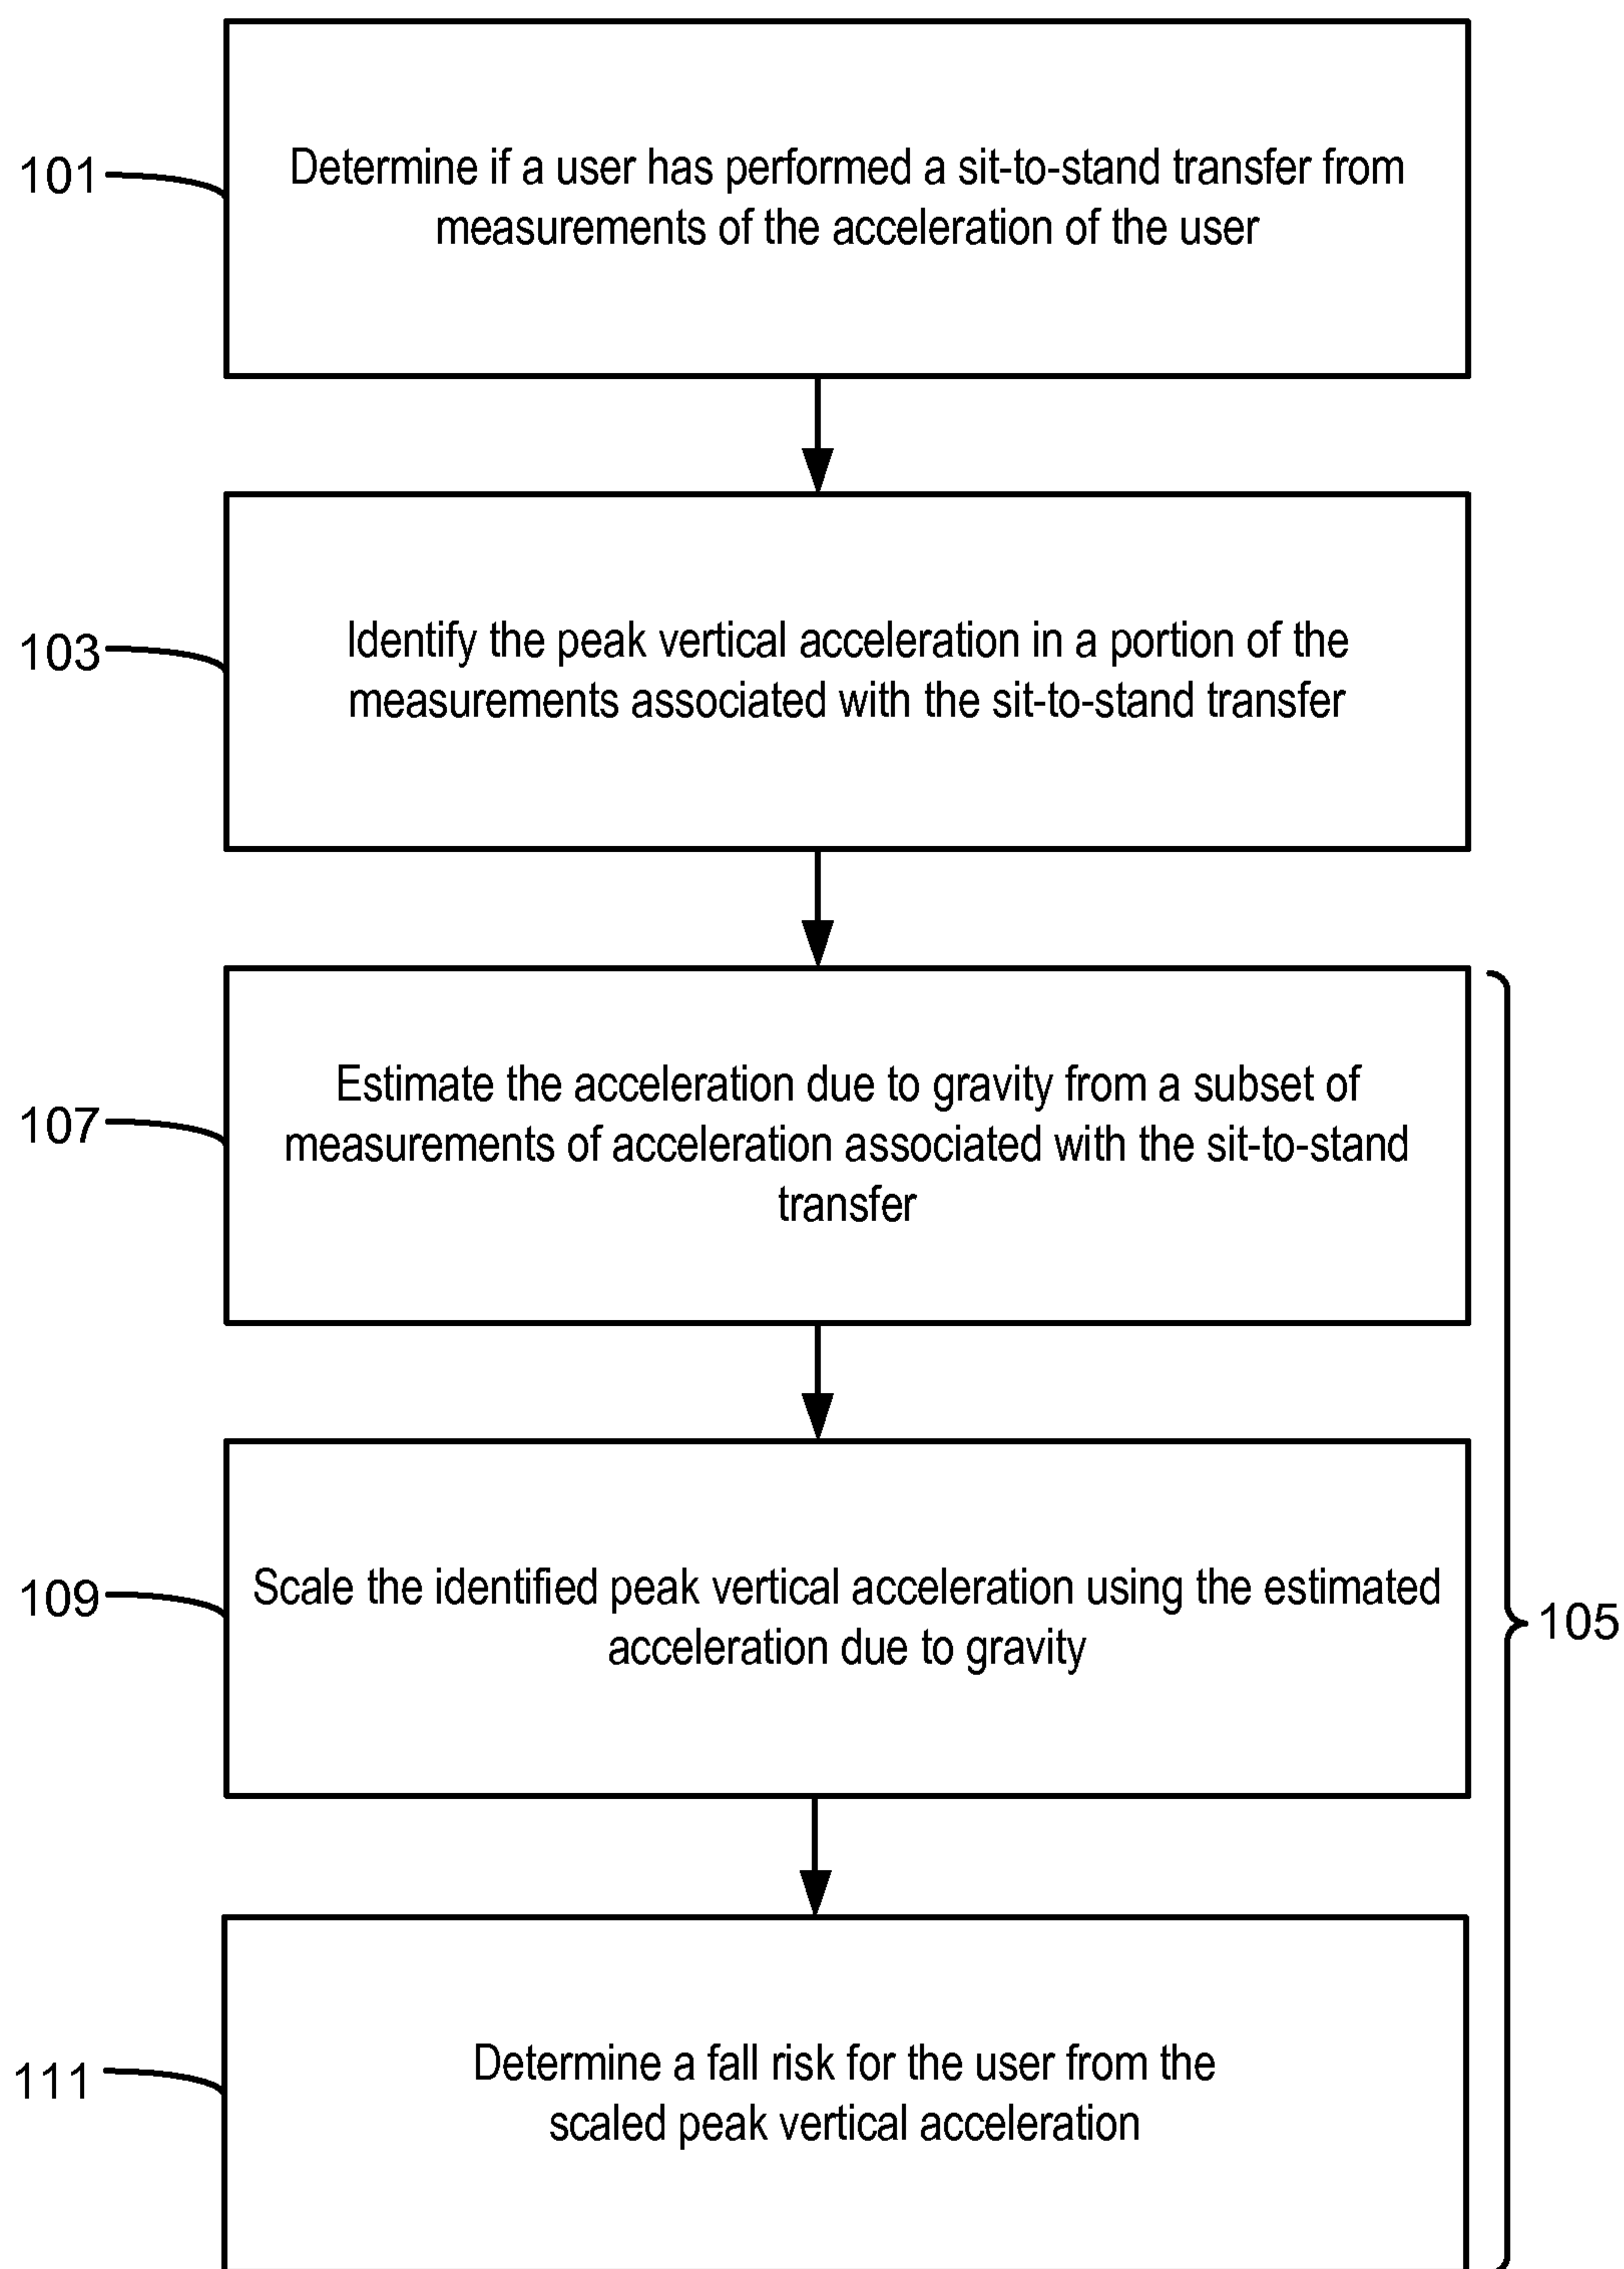 101
Determine if a user has performed a sit-to-stand transfer from
measurements of the acceleration of the user
103
Identify the peak vertical acceleration in a portion of the
measurements associated with the sit-to-stand transfer
107
Estimate the acceleration due to gravity from a subset of
measurements of acceleration associated with the sit-to-stand
transfer
109
Scale the identified peak vertical acceleration using the estimated
acceleration due to gravity
105
111
Determine a fall risk for the user from the
scaled peak vertical acceleration